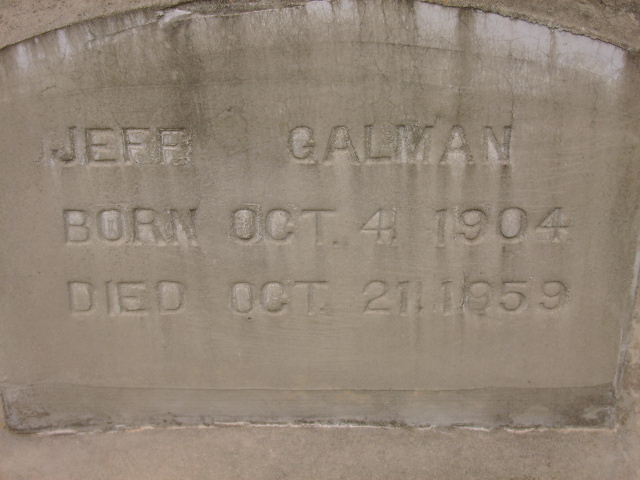 JEFF GALMAN
BORN OCT. 4, 1904
DIED OCT. 21, 1959